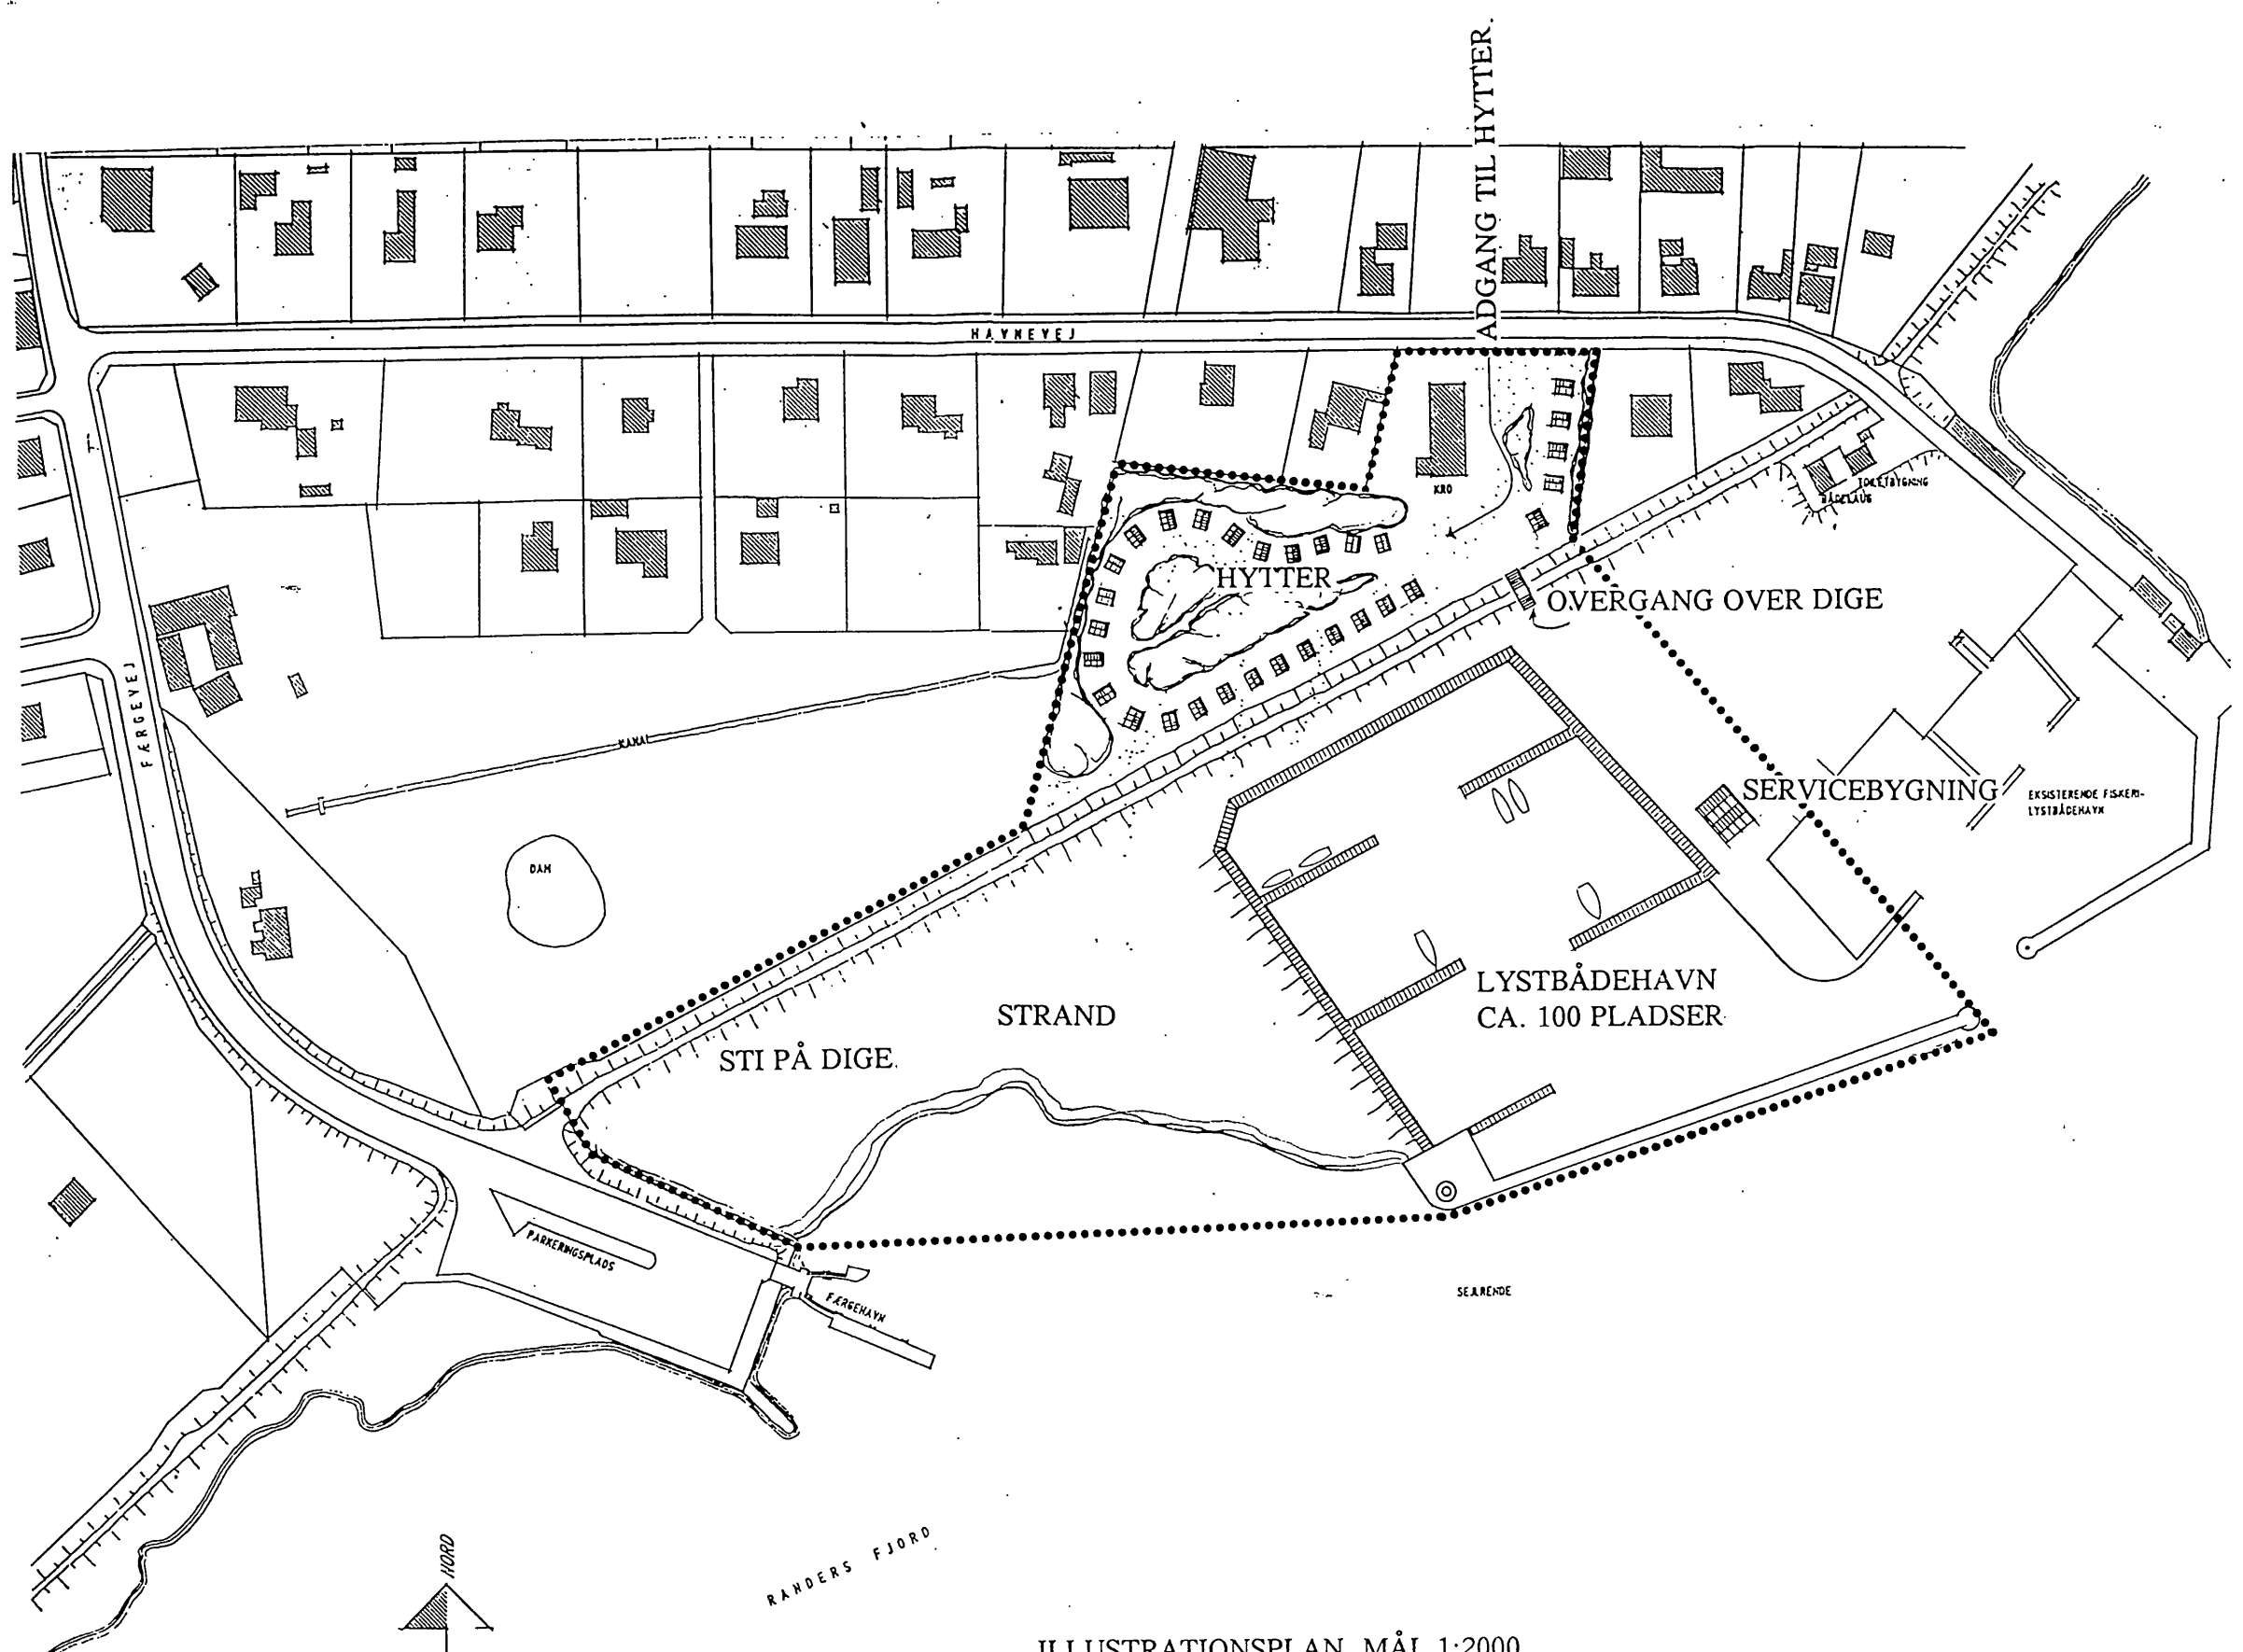 ADGANG TIL HYTTER.
HAVNEVEJ
KRO
TOILETBYGNING
BÅDELAUG
HYTTER
OVERGANG OVER DIGE
FÆRGEVEJ
KANAL
SERVICEBYGNING
EKSISTERENDE FISKERI-
LYSTBÅDEHAVN
DAM
LYSTBÅDEHAVN
CA. 100 PLADSER
STRAND
STI PÅ DIGE.
PARKERINGSPLADS
FÆRGEHAVN
SEJLRENDE
RANDERS FJORD
NORD
ILLUSTRATIONSPLAN MÅL 1:2000